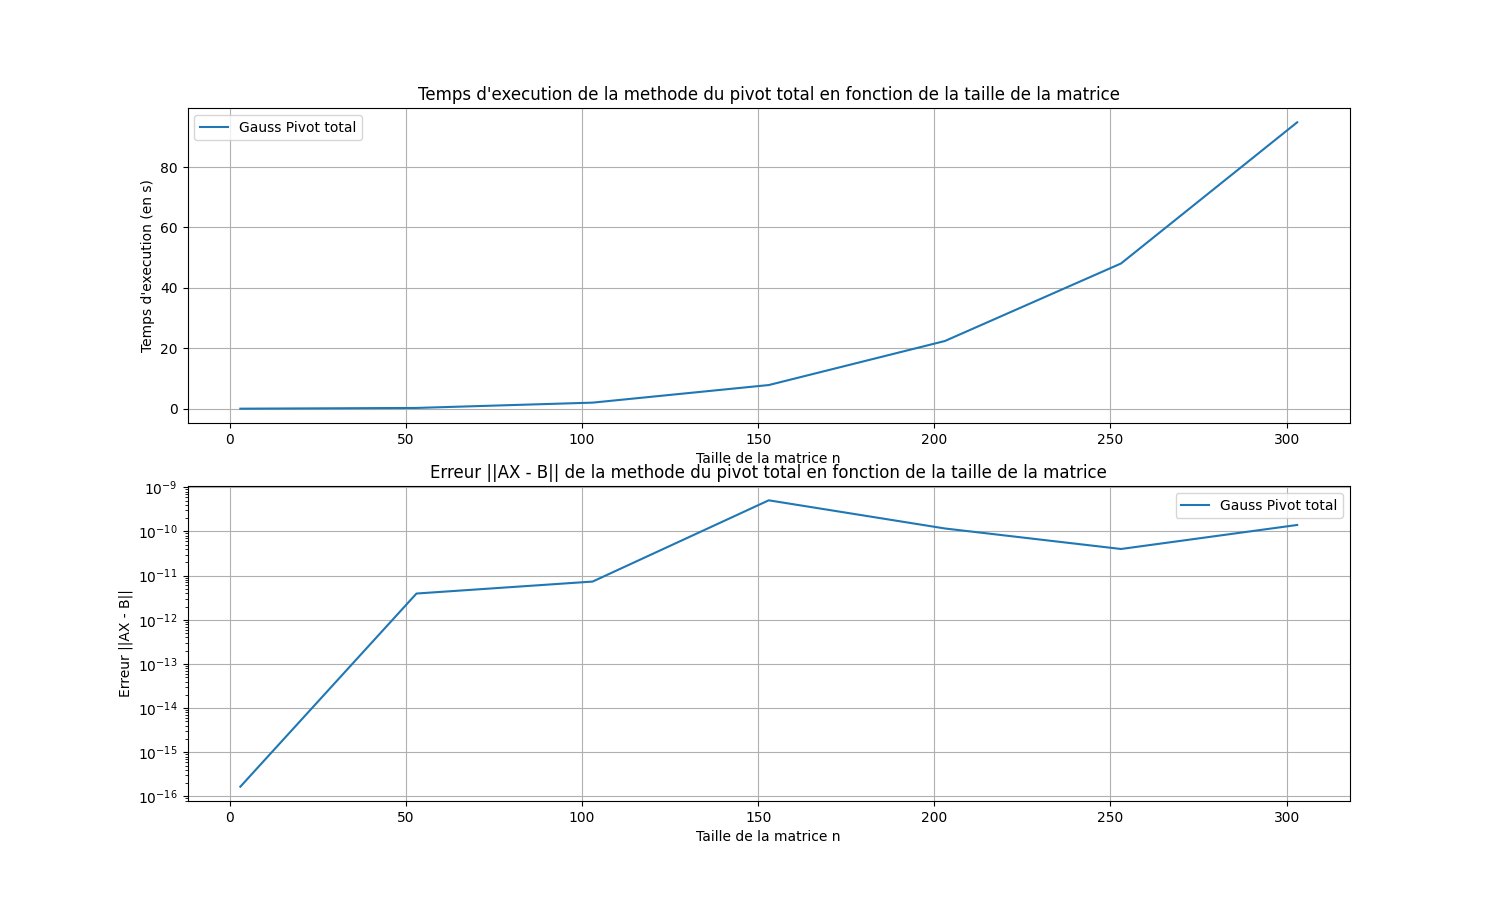 Temps d'execution de la methode du pivot total en fonction de la taille de la matrice
Gauss Pivot total
Temps d'execution (en s)
80
60
40
20
0
0 50 100 150 200 250 300
Taille de la matrice n
Erreur ||AX - B|| de la methode du pivot total en fonction de la taille de la matrice
Gauss Pivot total
Erreur ||AX - B||
10⁻⁹
10⁻¹⁰
10⁻¹¹
10⁻¹²
10⁻¹³
10⁻¹⁴
10⁻¹⁵
10⁻¹⁶
0 50 100 150 200 250 300
Taille de la matrice n